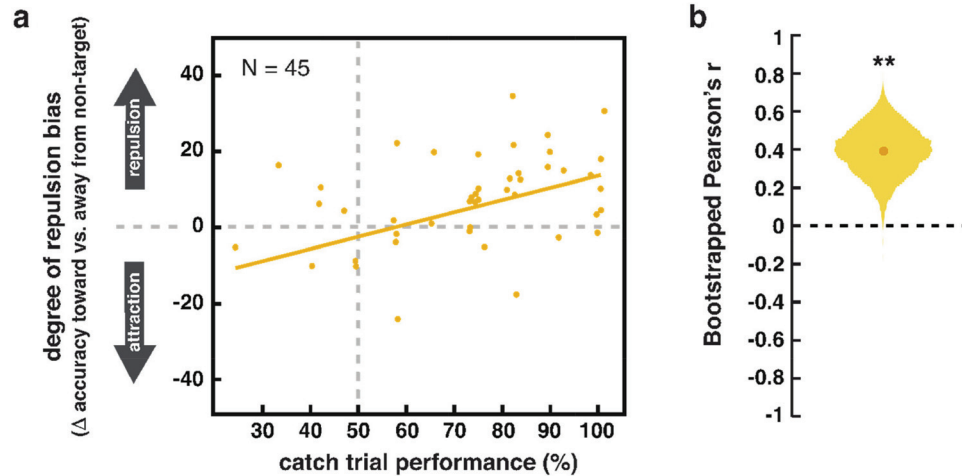 a
degree of repulsion bias
(Δ accuracy toward vs. away from non-target)
repulsion
attraction
N = 45
40
20
0
-20
-40
30 40 50 60 70 80 90 100
catch trial performance (%)
b
Bootstrapped Pearson's r
**
1
0.8
0.6
0.4
0.2
0
-0.2
-0.4
-0.6
-0.8
-1